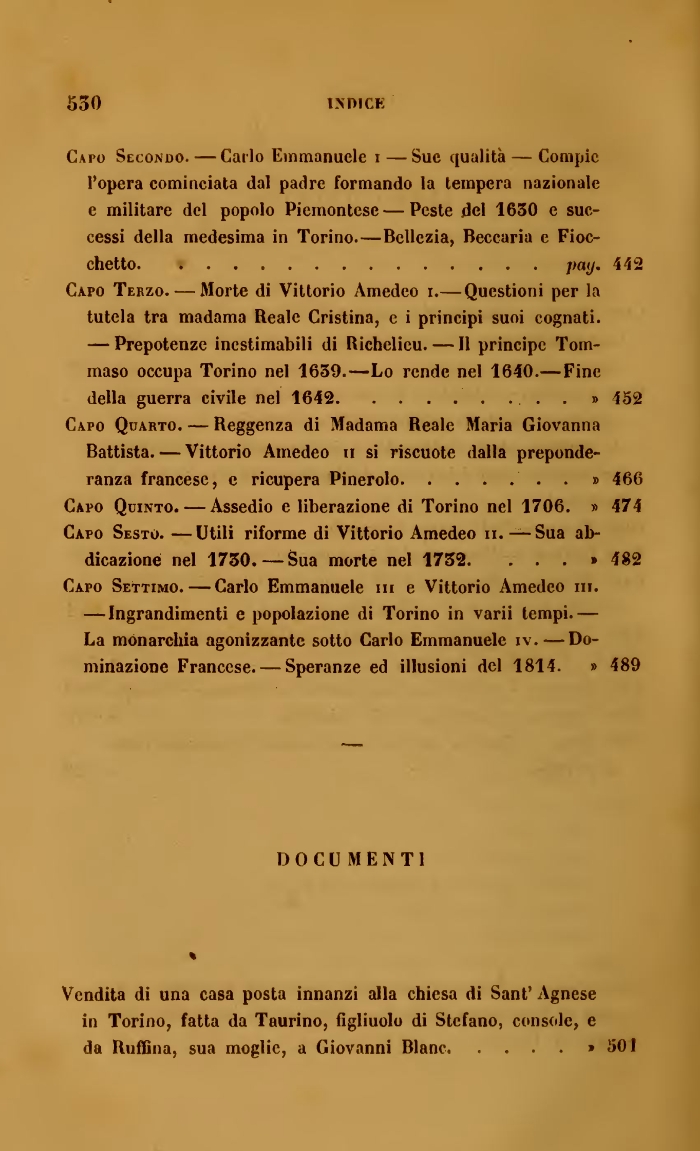 530 INDICE
Capo Secondo. — Carlo Emmanuele i — Sue qualità — Compie
l'opera cominciata dal padre formando la tempera nazionale
e militare del popolo Piemontese — Peste del 1630 e suc-
cessi della medesima in Torino. — Bellezia, Beccaria e Fioc-
chetto. . . . . . . . . . . . . . . . pag. 442
Capo Terzo. — Morte di Vittorio Amedeo i. — Questioni per la
tutela tra madama Reale Cristina, e i principi suoi cognati.
— Prepotenze inestimabili di Richelieu. — Il principe Tom-
maso occupa Torino nel 1639. — Lo rende nel 1640. — Fine
della guerra civile nel 1642. . . . . . . . . . » 452
Capo Quarto. — Reggenza di Madama Reale Maria Giovanna
Battista. — Vittorio Amedeo ii si riscuote dalla preponde-
ranza francese, e ricupera Pinerolo. . . . . . . » 466
Capo Quinto. — Assedio e liberazione di Torino nel 1706. » 474
Capo Sesto. — Utili riforme di Vittorio Amedeo ii. — Sua ab-
dicazione nel 1730. — Sua morte nel 1732. . . . . » 482
Capo Settimo. — Carlo Emmanuele iii e Vittorio Amedeo iii.
— Ingrandimenti e popolazione di Torino in varii tempi. —
La monarchia agonizzante sotto Carlo Emmanuele iv. — Do-
minazione Francese. — Speranze ed illusioni del 1814. » 489
DOCUMENTI
Vendita di una casa posta innanzi alla chiesa di Sant' Agnese
in Torino, fatta da Taurino, figliuolo di Stefano, console, e
da Ruffina, sua moglie, a Giovanni Blanc. . . . . » 501